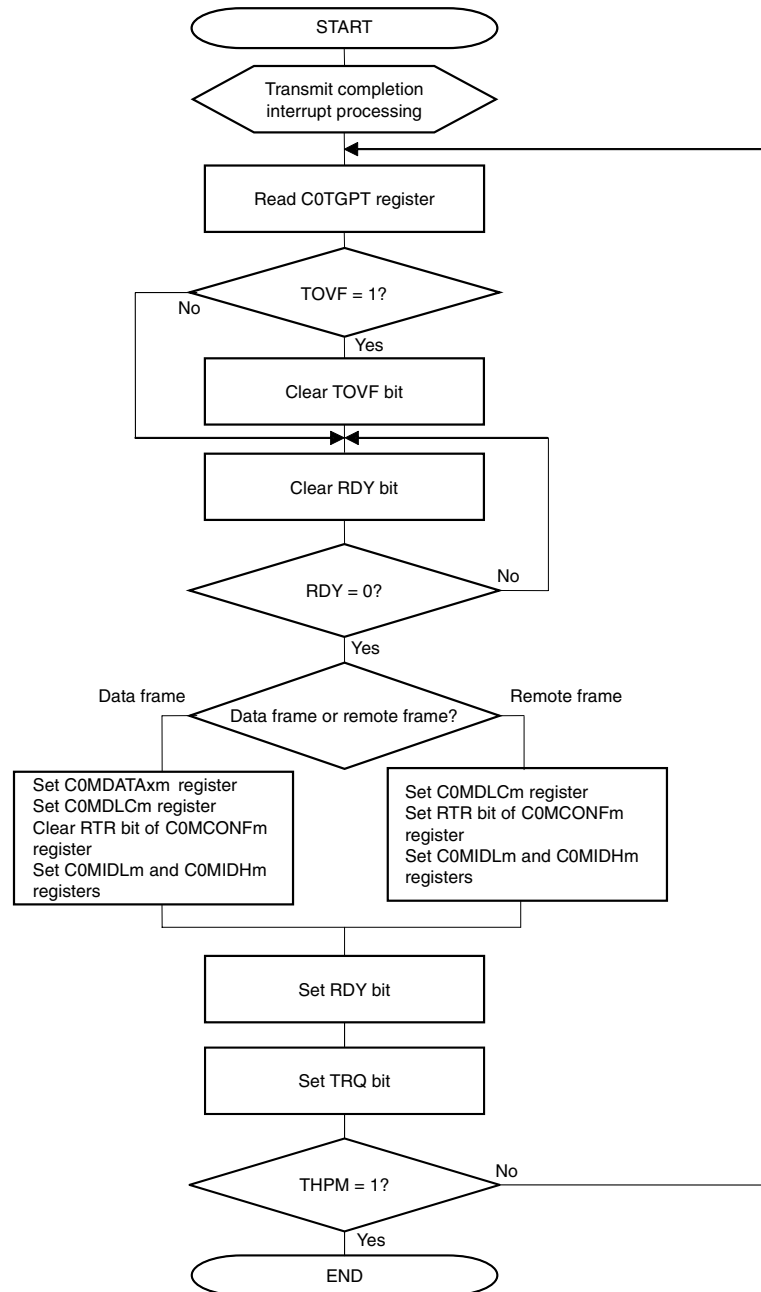 START
Transmit completion
interrupt processing
Read C0TGPT register
TOVF = 1?
No
Yes
Clear TOVF bit
Clear RDY bit
RDY = 0?
No
Yes
Data frame
Remote frame
Data frame or remote frame?
Set C0MDATAxm register
Set C0MDLCm register
Clear RTR bit of C0MCONFm
register
Set C0MIDLm and C0MIDHm
registers
Set C0MDLCm register
Set RTR bit of C0MCONFm
register
Set C0MIDLm and C0MIDHm
registers
Set RDY bit
Set TRQ bit
THPM = 1?
No
Yes
END